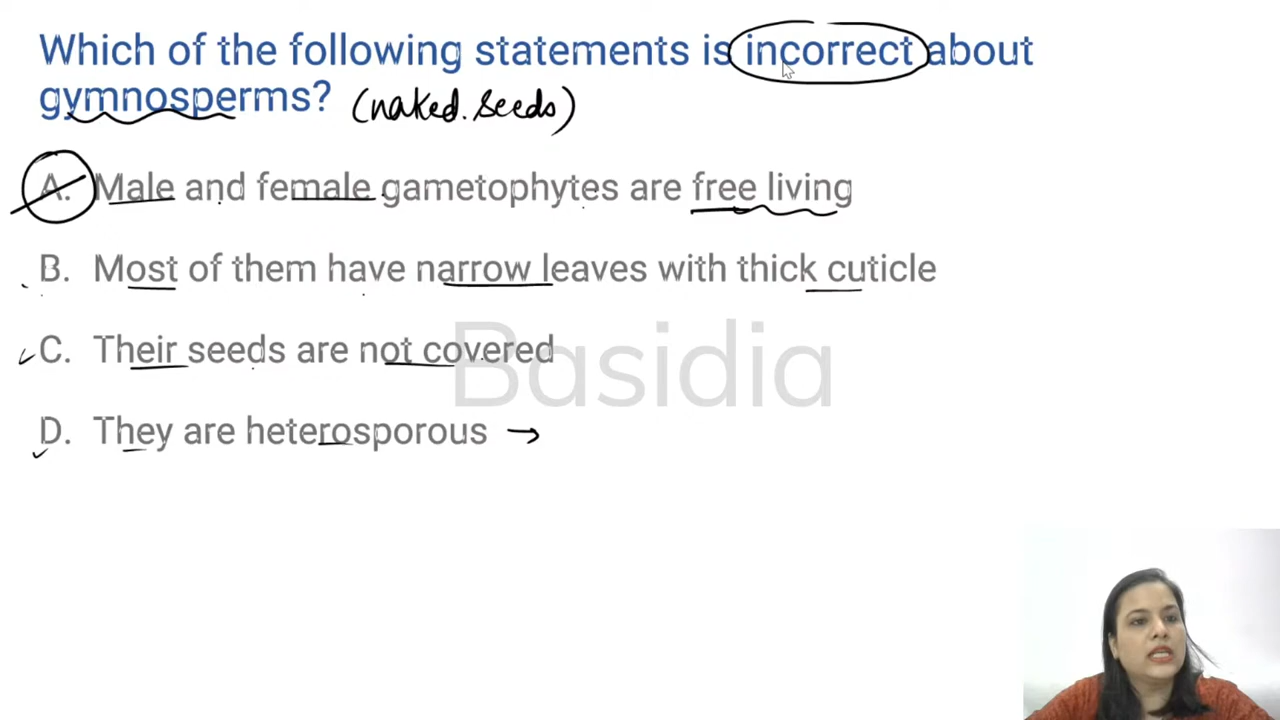 Which of the following statements is incorrect about
gymnosperms? (naked seeds)
A. Male and female gametophytes are free living
B. Most of them have narrow leaves with thick cuticle
C. Their seeds are not covered
Basidia
D. They are heterosporous →